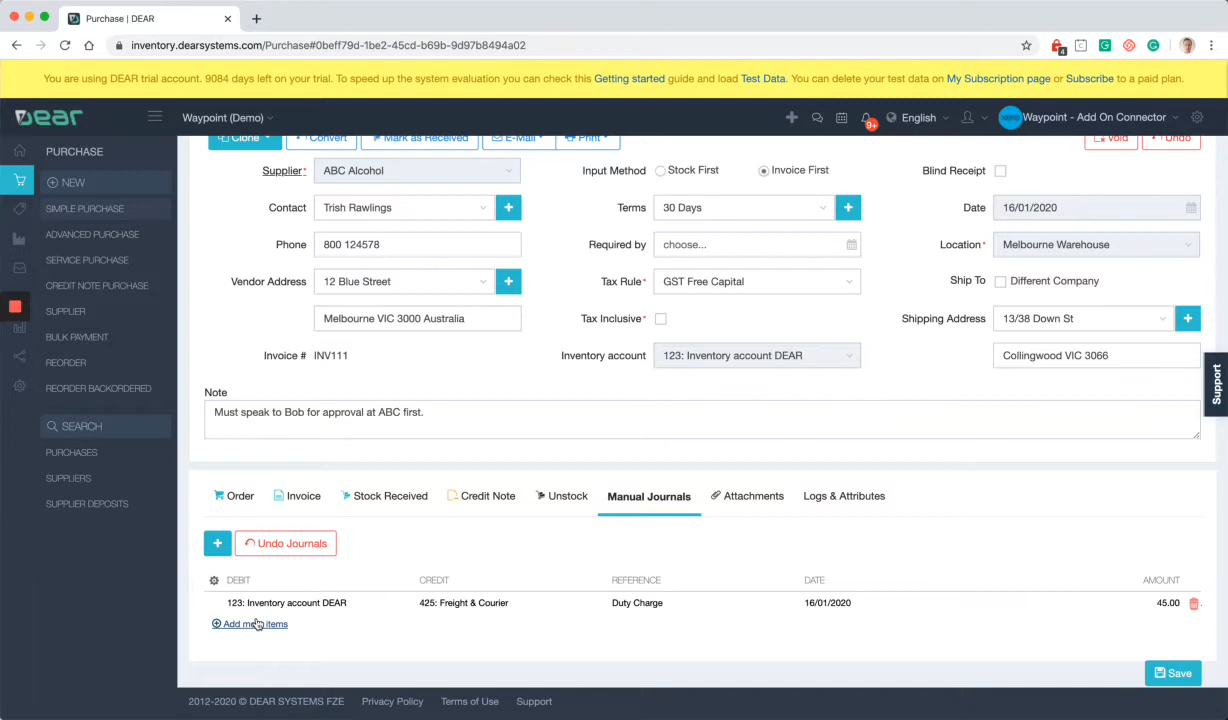 Purchase | DEAR
inventory.dearsystems.com/Purchase#0beff79d-1be2-45cd-b69b-9d97b8494a02
4
You are using DEAR trial account. 9084 days left on your trial. To speed up the system evaluation you can check this Getting started guide and load Test Data. You can delete your test data on My Subscription page or Subscribe to a paid plan.
DEAR
Waypoint (Demo)
9+
English
xero
Waypoint - Add On Connector
Clone
Convert
Mark as Received
E-Mail
Print
Void
Undo
PURCHASE
NEW
SIMPLE PURCHASE
ADVANCED PURCHASE
SERVICE PURCHASE
CREDIT NOTE PURCHASE
SUPPLIER
BULK PAYMENT
REORDER
REORDER BACKORDERED
SEARCH
PURCHASES
SUPPLIERS
SUPPLIER DEPOSITS
Supplier* ABC Alcohol Input Method Stock First Invoice First Blind Receipt
Contact Trish Rawlings Terms 30 Days Date 16/01/2020
Phone 800 124578 Required by choose... Location* Melbourne Warehouse
Vendor Address 12 Blue Street Tax Rule* GST Free Capital Ship To Different Company
Melbourne VIC 3000 Australia Tax Inclusive* Shipping Address 13/38 Down St
Invoice # INV111 Inventory account 123: Inventory account DEAR Collingwood VIC 3066
Support
Note
Must speak to Bob for approval at ABC first.
Order Invoice Stock Received Credit Note Unstock Manual Journals Attachments Logs & Attributes
+ Undo Journals
DEBIT CREDIT REFERENCE DATE AMOUNT
123: Inventory account DEAR 425: Freight & Courier Duty Charge 16/01/2020 45.00
Add more items
Save
2012-2020 © DEAR SYSTEMS FZE Privacy Policy Terms of Use Support